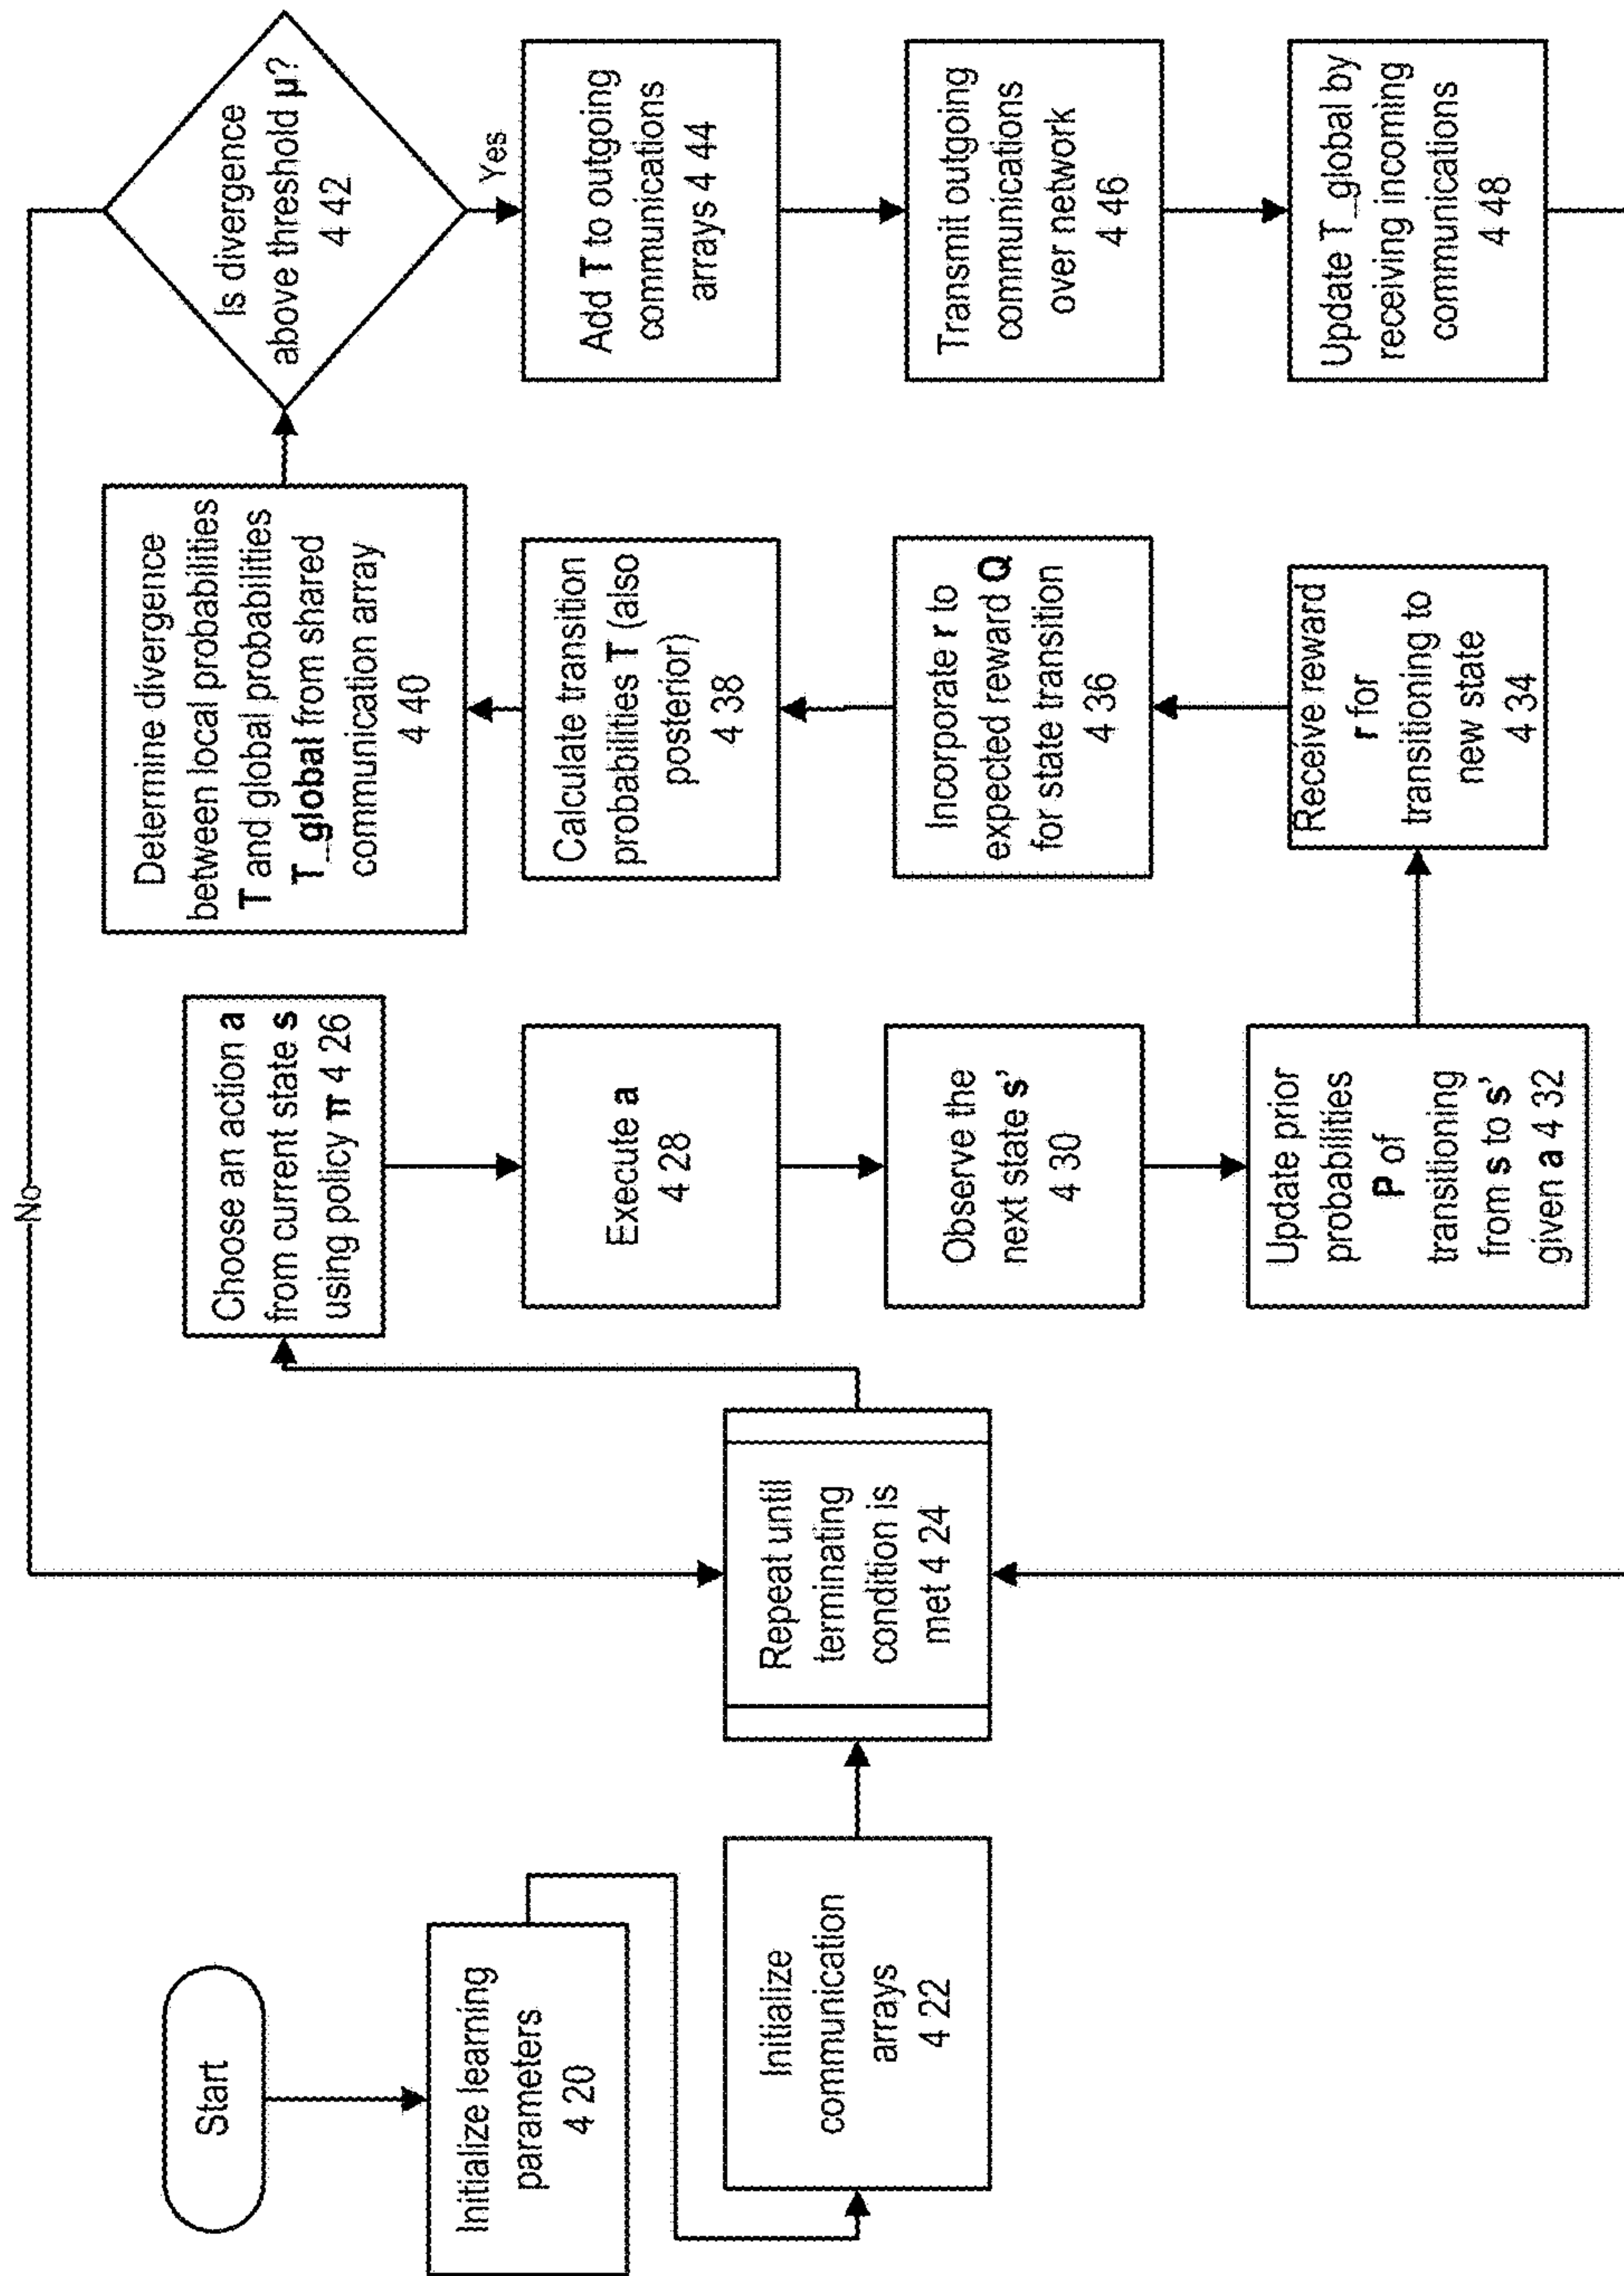 Start
Initialize learning
parameters
4 20
Initialize
communication
arrays
4 22
Repeat until
terminating
condition is
met 4 24
Choose an action a
from current state s
using policy π 4 26
Execute a
4 28
Observe the
next state s'
4 30
Update prior
probabilities
P of
transitioning
from s to s'
given a 4 32
Receive reward
r for
transitioning to
new state
4 34
Incorporate r to
expected reward Q
for state transition
4 36
Calculate transition
probabilities T (also
posterior)
4 38
Determine divergence
between local probabilities
T and global probabilities
T_global from shared
communication array
4 40
Is divergence
above threshold μ?
4 42
No
Yes
Add T to outgoing
communications
arrays 4 44
Transmit outgoing
communications
over network
4 46
Update T_global by
receiving incoming
communications
4 48